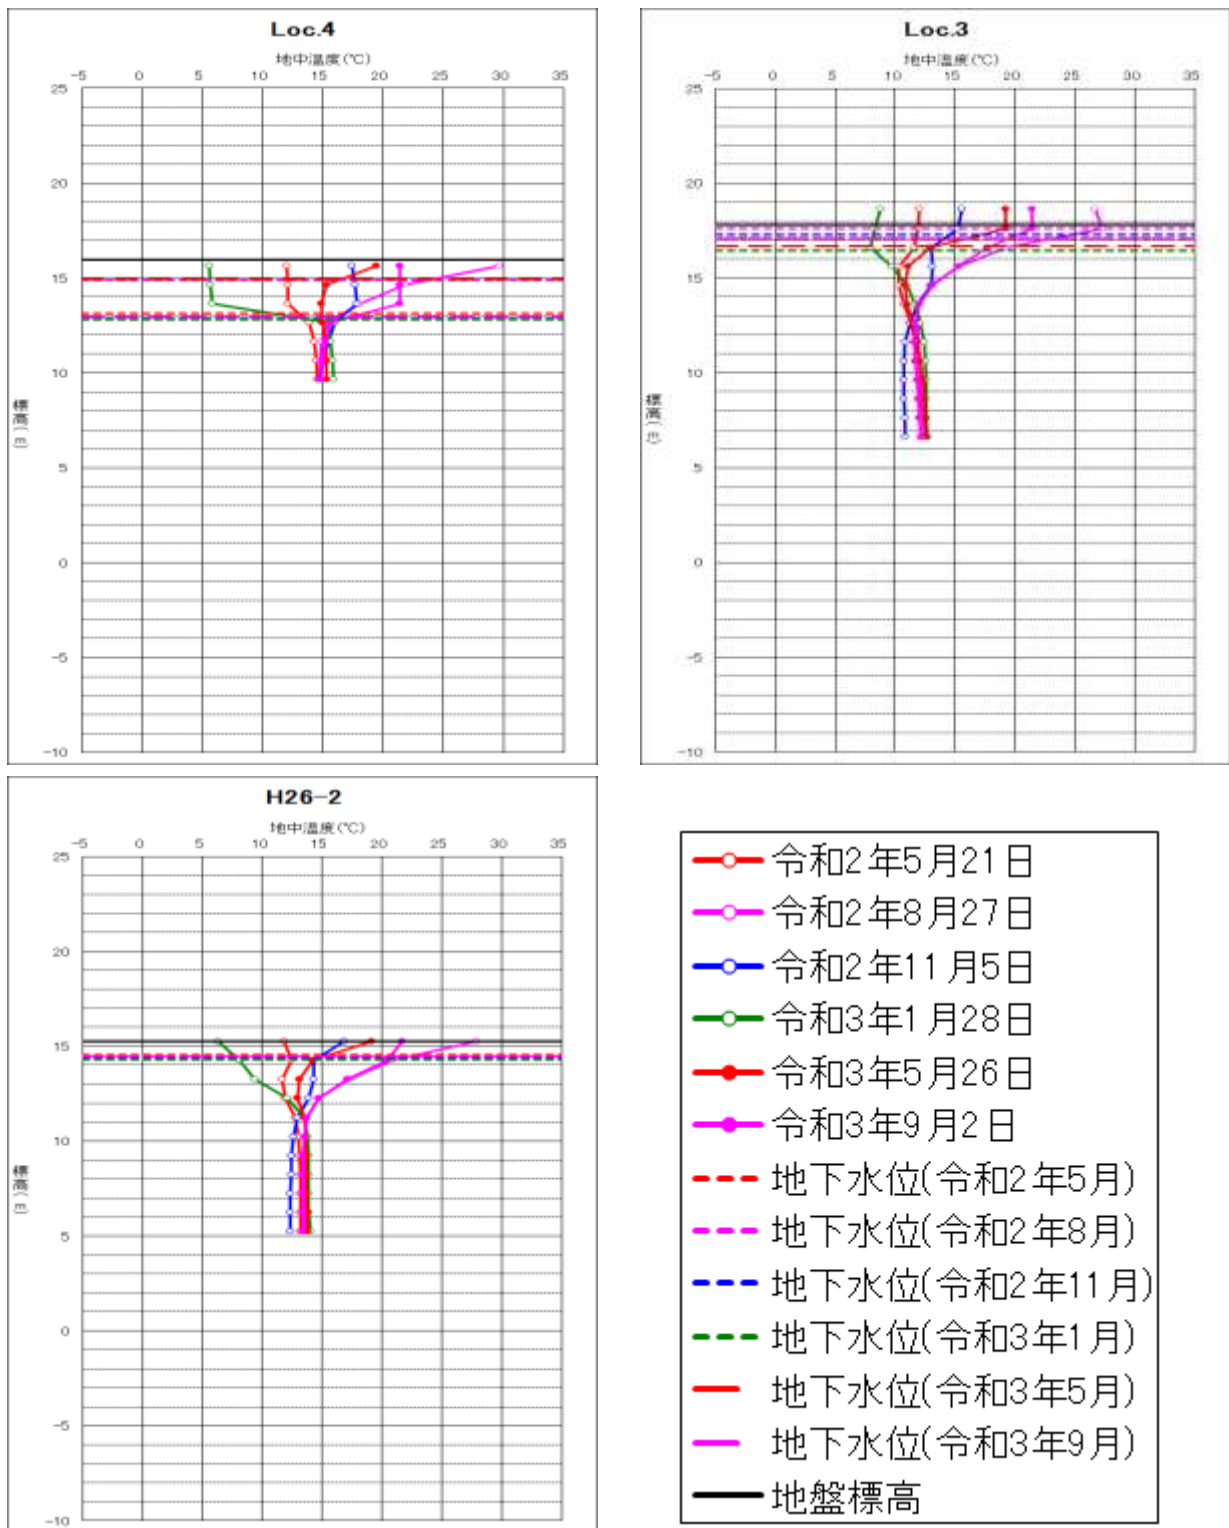 Loc.4
地中温度(℃)
-5 0 5 10 15 20 25 30 35
25
20
15
10
5
0
-5
-10
標高(m)
Loc.3
地中温度(℃)
-5 0 5 10 15 20 25 30 35
25
20
15
10
5
0
-5
-10
標高(m)
H26-2
地中温度(℃)
-5 0 5 10 15 20 25 30 35
25
20
15
10
5
0
-5
-10
標高(m)
令和2年5月21日
令和2年8月27日
令和2年11月5日
令和3年1月28日
令和3年5月26日
令和3年9月2日
地下水位(令和2年5月)
地下水位(令和2年8月)
地下水位(令和2年11月)
地下水位(令和3年1月)
地下水位(令和3年5月)
地下水位(令和3年9月)
地盤標高